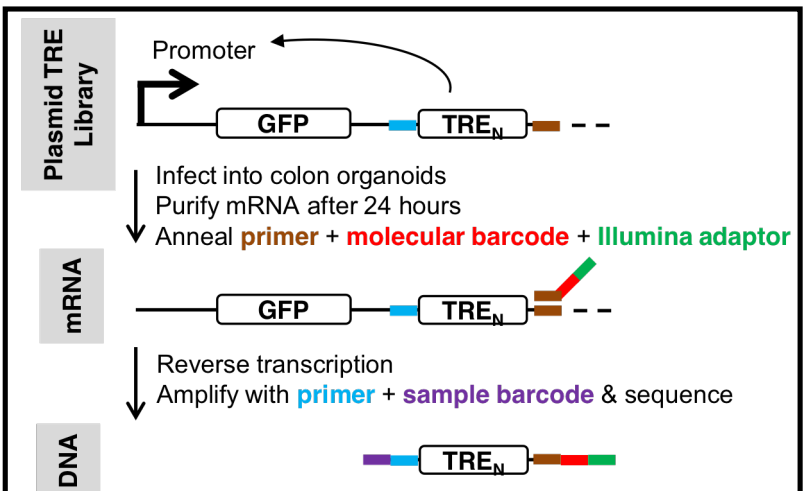 Plasmid TRE
Library
Promoter
GFP
TREN
Infect into colon organoids
Purify mRNA after 24 hours
Anneal primer + molecular barcode + Illumina adaptor
mRNA
GFP
TREN
Reverse transcription
Amplify with primer + sample barcode & sequence
DNA
TREN